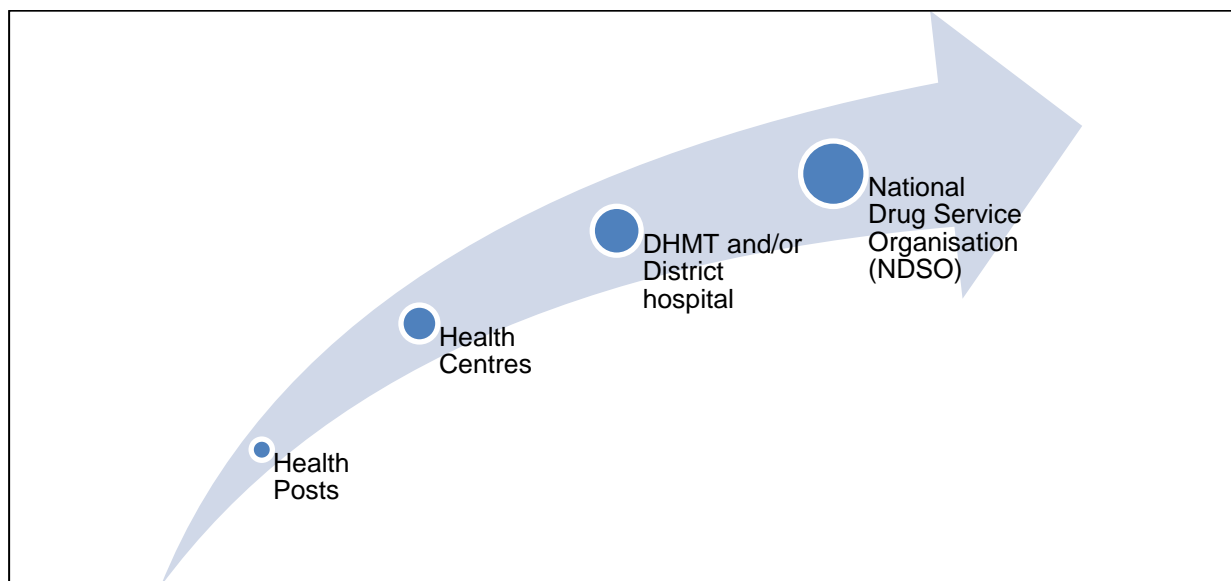 National
Drug Service
Organisation
(NDSO)
DHMT and/or
District
hospital
Health
Centres
Health
Posts